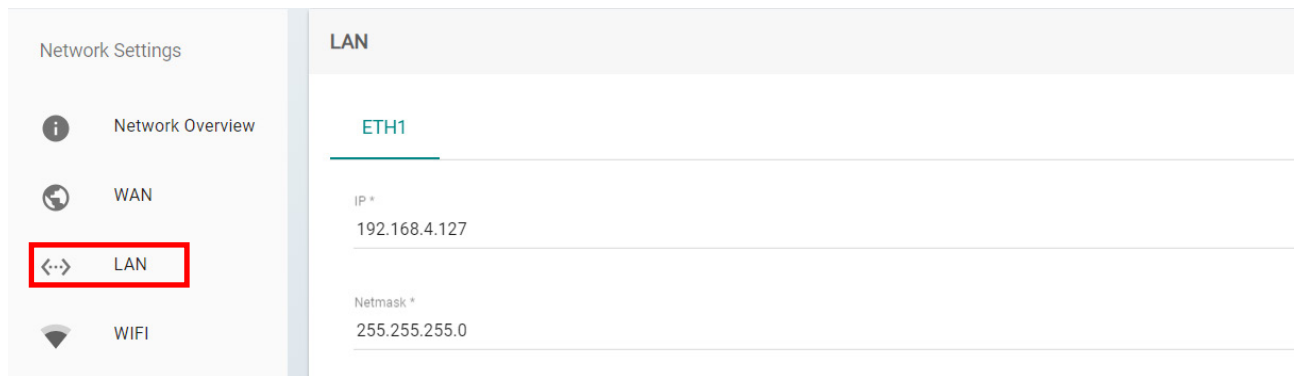 Network Settings
Network Overview
WAN
LAN
WIFI
LAN
ETH1
IP *
192.168.4.127
Netmask *
255.255.255.0